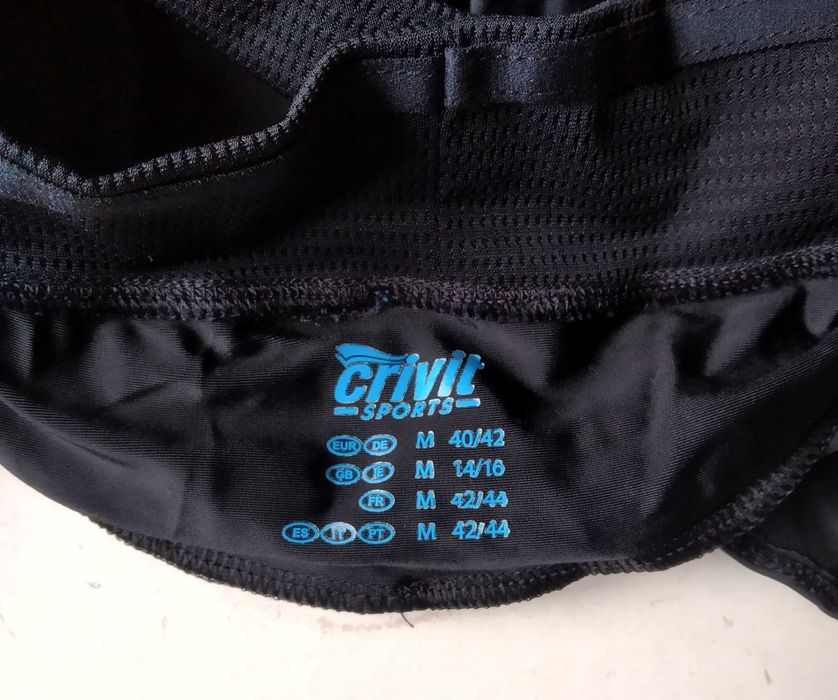 crivit
SPORTS
EUR DE M 40/42
GB IE M 14/16
FR M 42/44
ES IT PT M 42/44